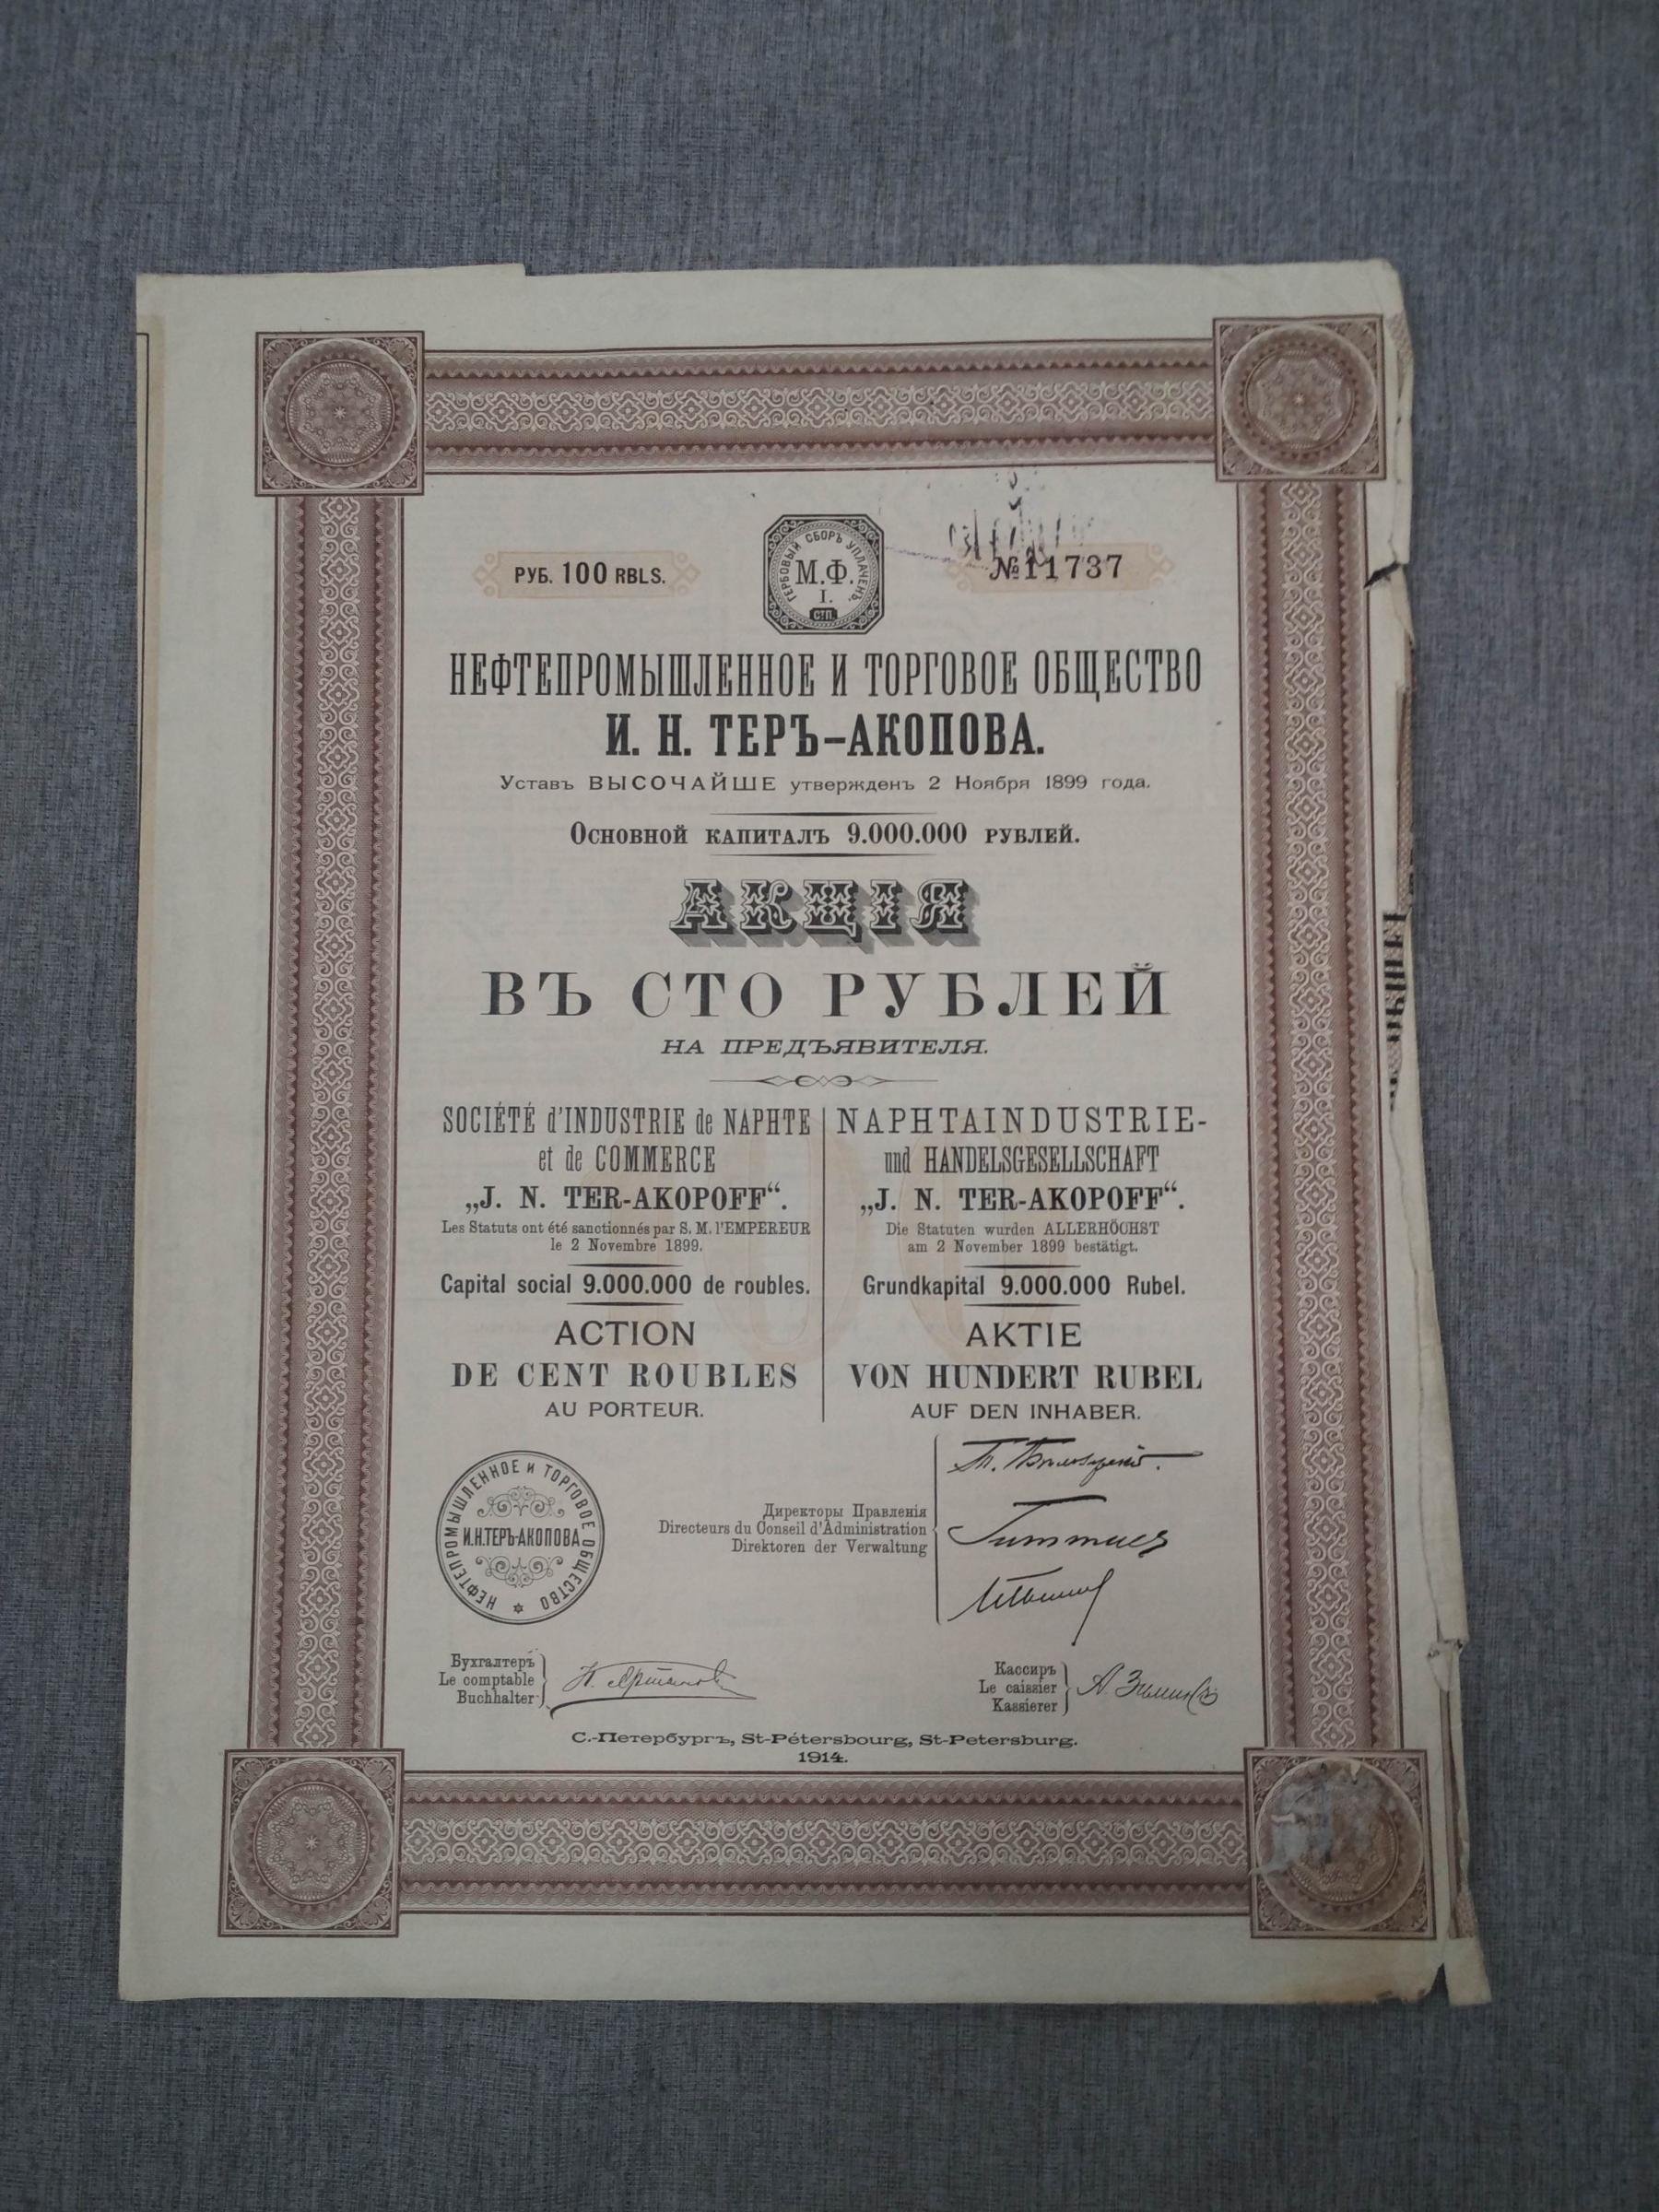 РУБ. 100 RBLS.
ГЕРБОВЫЙ СБОРЪ УПЛАЧЕНЪ.
М.Ф.
I.
СТП.
№ 11737
НЕФТЕПРОМЫШЛЕННОЕ И ТОРГОВОЕ ОБЩЕСТВО
И. Н. ТЕРЪ-АКОПОВА.
Уставъ ВЫСОЧАЙШЕ утвержденъ 2 Ноября 1899 года.
Основной капиталъ 9.000.000 рублей.
АКЦІЯ
ВЪ СТО РУБЛЕЙ
НА ПРЕДЪЯВИТЕЛЯ.
SOCIÉTÉ d'INDUSTRIE de NAPHTE
et de COMMERCE
„J. N. TER-AKOPOFF“.
Les Statuts ont été sanctionnés par S. M. l'EMPEREUR
le 2 Novembre 1899.
Capital social 9.000.000 de roubles.
ACTION
DE CENT ROUBLES
AU PORTEUR.
NAPHTAINDUSTRIE-
und HANDELSGESELLSCHAFT
„J. N. TER-AKOPOFF“.
Die Statuten wurden ALLERHÖCHST
am 2 November 1899 bestätigt.
Grundkapital 9.000.000 Rubel.
AKTIE
VON HUNDERT RUBEL
AUF DEN INHABER.
НЕФТЕПРОМЫШЛЕННОЕ И ТОРГОВОЕ ОБЩЕСТВО
И.Н.ТЕРЪ-АКОПОВА
Директоры Правленія
Directeurs du Conseil d'Administration
Direktoren der Verwaltung
Бухгалтеръ
Le comptable
Buchhalter
Кассиръ
Le caissier
Kassierer
С.-Петербургъ, St-Pétersbourg, St-Petersburg.
1914.